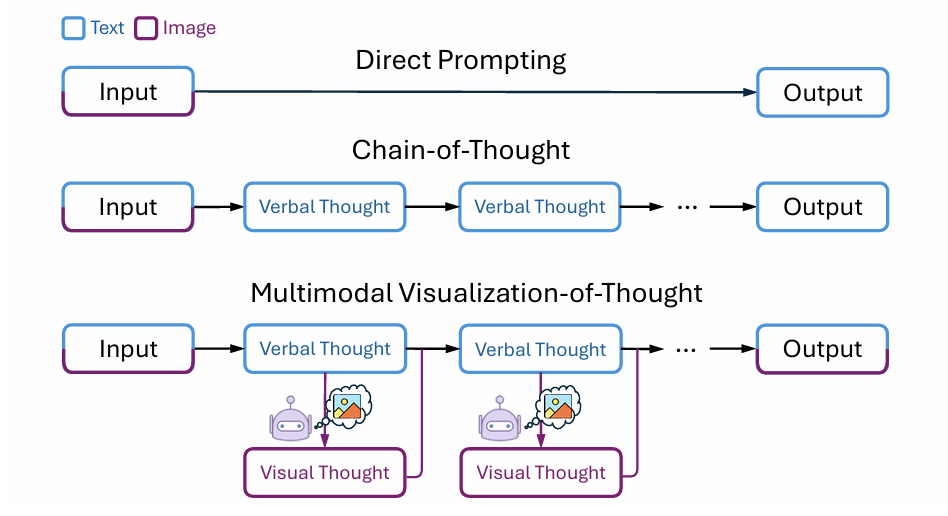 Text Image
Direct Prompting
Input Output
Chain-of-Thought
Input Verbal Thought Verbal Thought ... Output
Multimodal Visualization-of-Thought
Input Verbal Thought Verbal Thought ... Output
Visual Thought Visual Thought